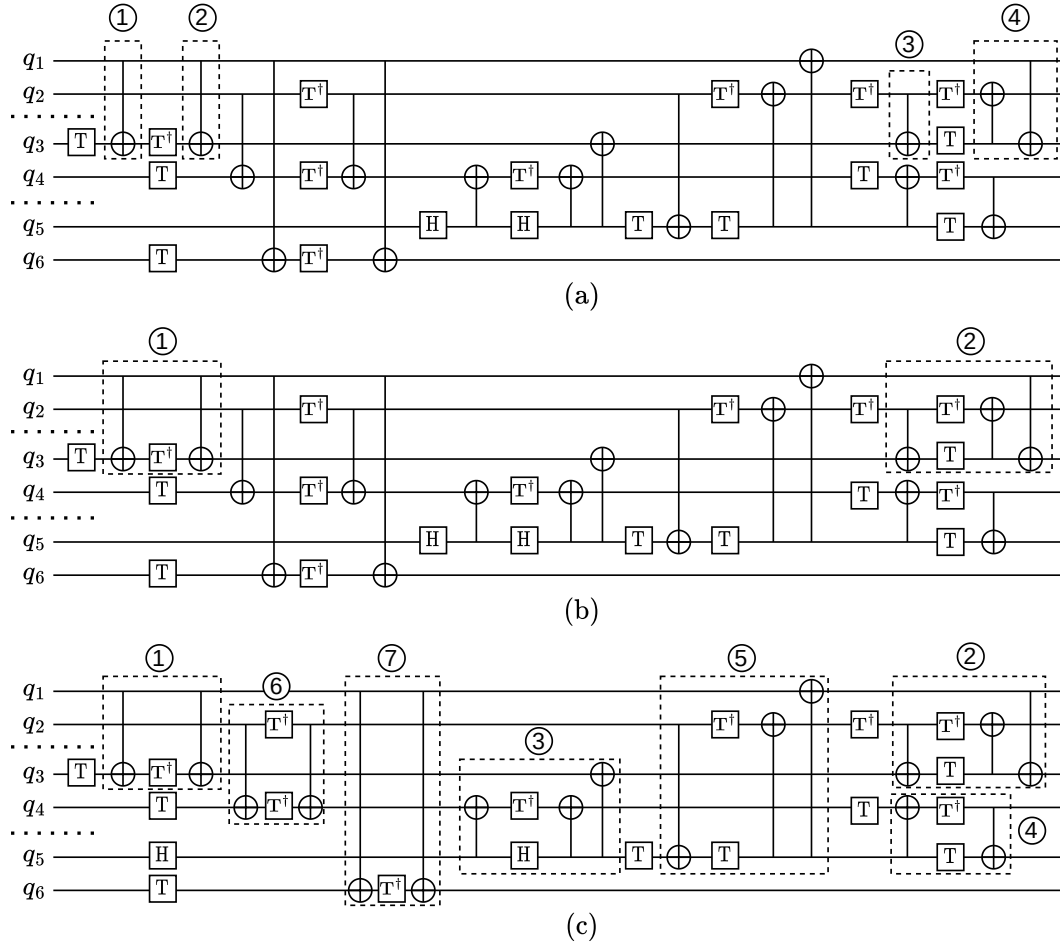 ① ② ③ ④
q₁
q₂ T† T† T† T†
q₃ T T† T
q₄ T T† T† T T†
q₅ H H T T T
q₆ T T†
(a)
① ②
q₁
q₂ T† T† T† T†
q₃ T T† T
q₄ T T† T† T T†
q₅ H H T T T
q₆ T T†
(b)
① ⑥ ⑦ ③ ⑤ ②
q₁
q₂ T† T† T† T†
q₃ T T† T
q₄ T T† T† T T† ④
q₅ H H T T T
q₆ T T†
(c)